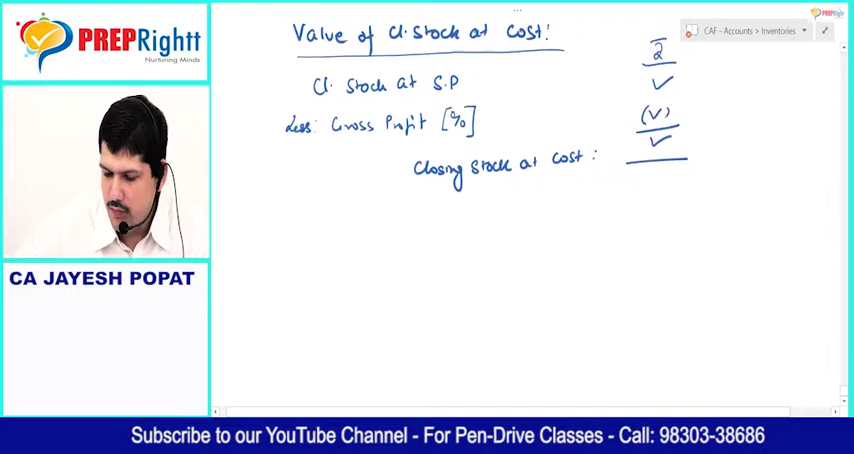 PREPRightt
Nurturing Minds
Value of Cl. Stock at Cost:
CAF - Accounts > Inventories
PREPRightt
Cl. Stock at S.P
Less: Gross Profit [%]
Closing Stock at Cost:
CA JAYESH POPAT
Subscribe to our YouTube Channel - For Pen-Drive Classes - Call: 98303-38686